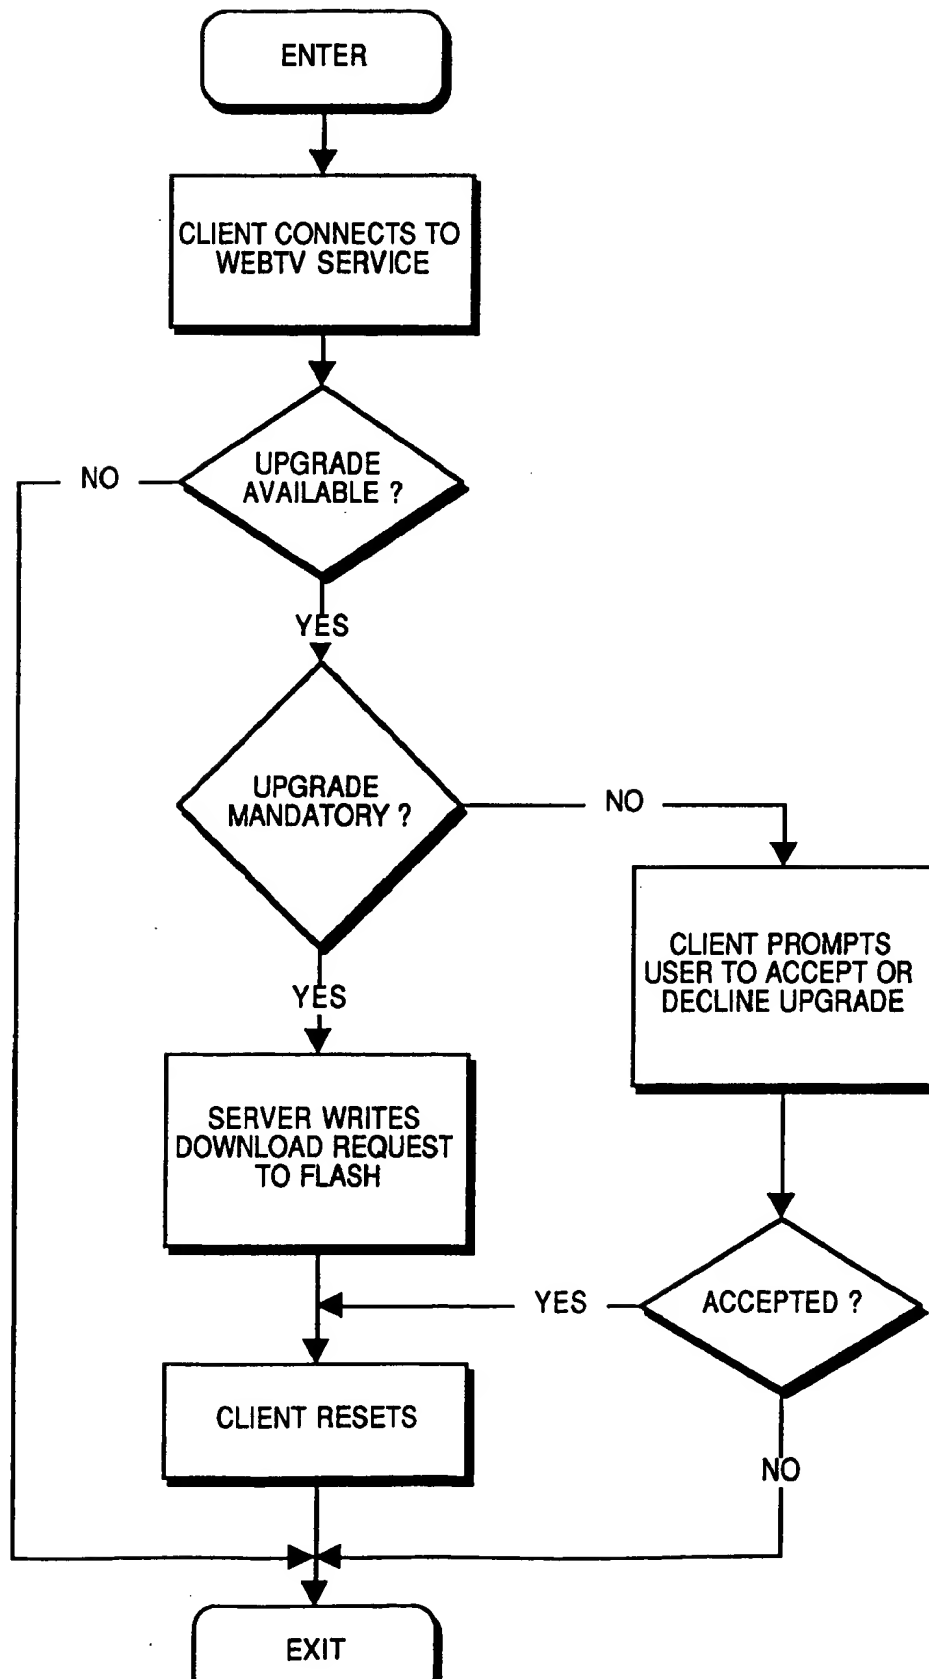 ENTER
CLIENT CONNECTS TO
WEBTV SERVICE
UPGRADE
AVAILABLE ?
NO
YES
UPGRADE
MANDATORY ?
NO
CLIENT PROMPTS
USER TO ACCEPT OR
DECLINE UPGRADE
YES
SERVER WRITES
DOWNLOAD REQUEST
TO FLASH
ACCEPTED ?
YES
CLIENT RESETS
NO
EXIT